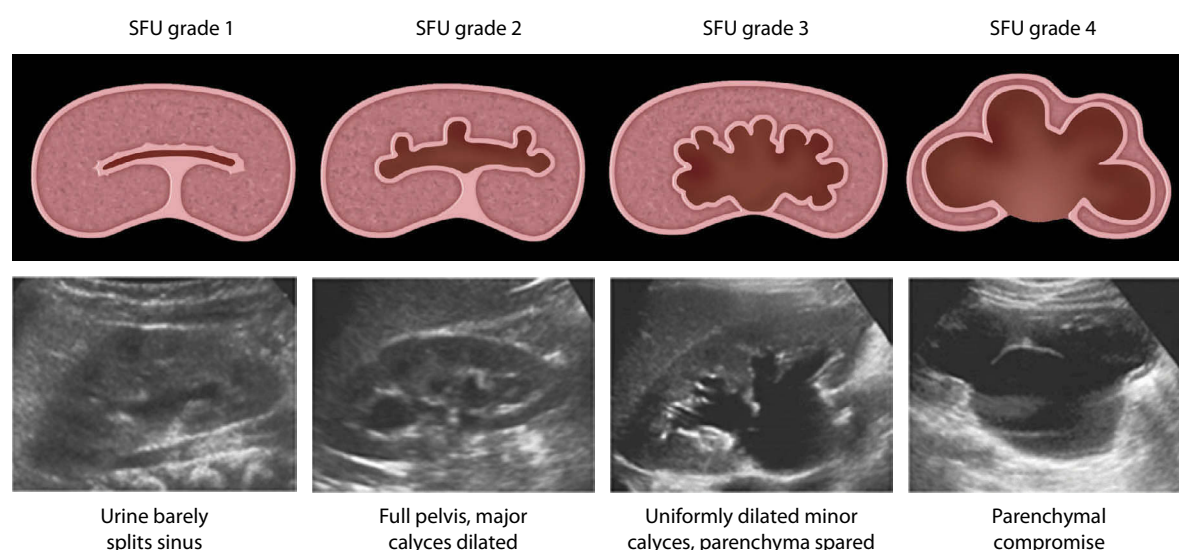 SFU grade 1
SFU grade 2
SFU grade 3
SFU grade 4
Urine barely
splits sinus
Full pelvis, major
calyces dilated
Uniformly dilated minor
calyces, parenchyma spared
Parenchymal
compromise